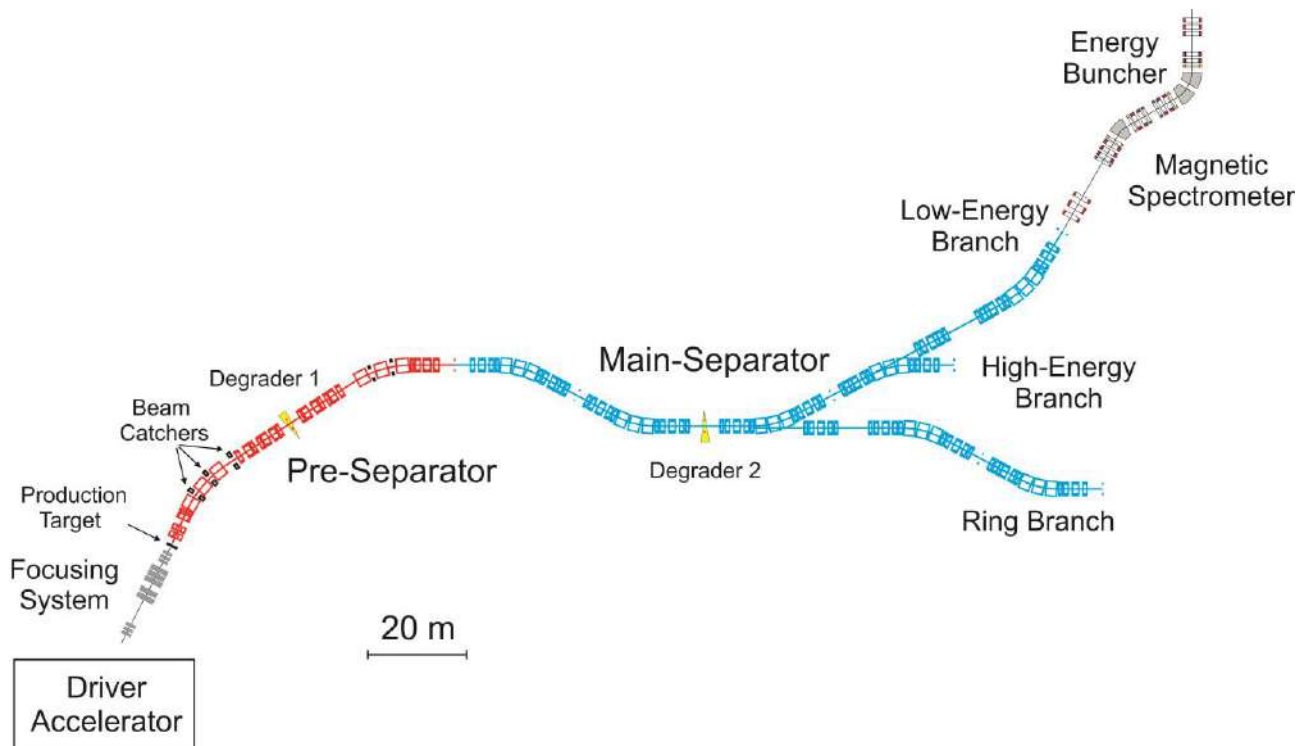 Energy
Buncher
Magnetic
Spectrometer
Low-Energy
Branch
Main-Separator
High-Energy
Branch
Degrader 1
Beam
Catchers
Pre-Separator
Degrader 2
Production
Target
Ring Branch
Focusing
System
20 m
Driver
Accelerator